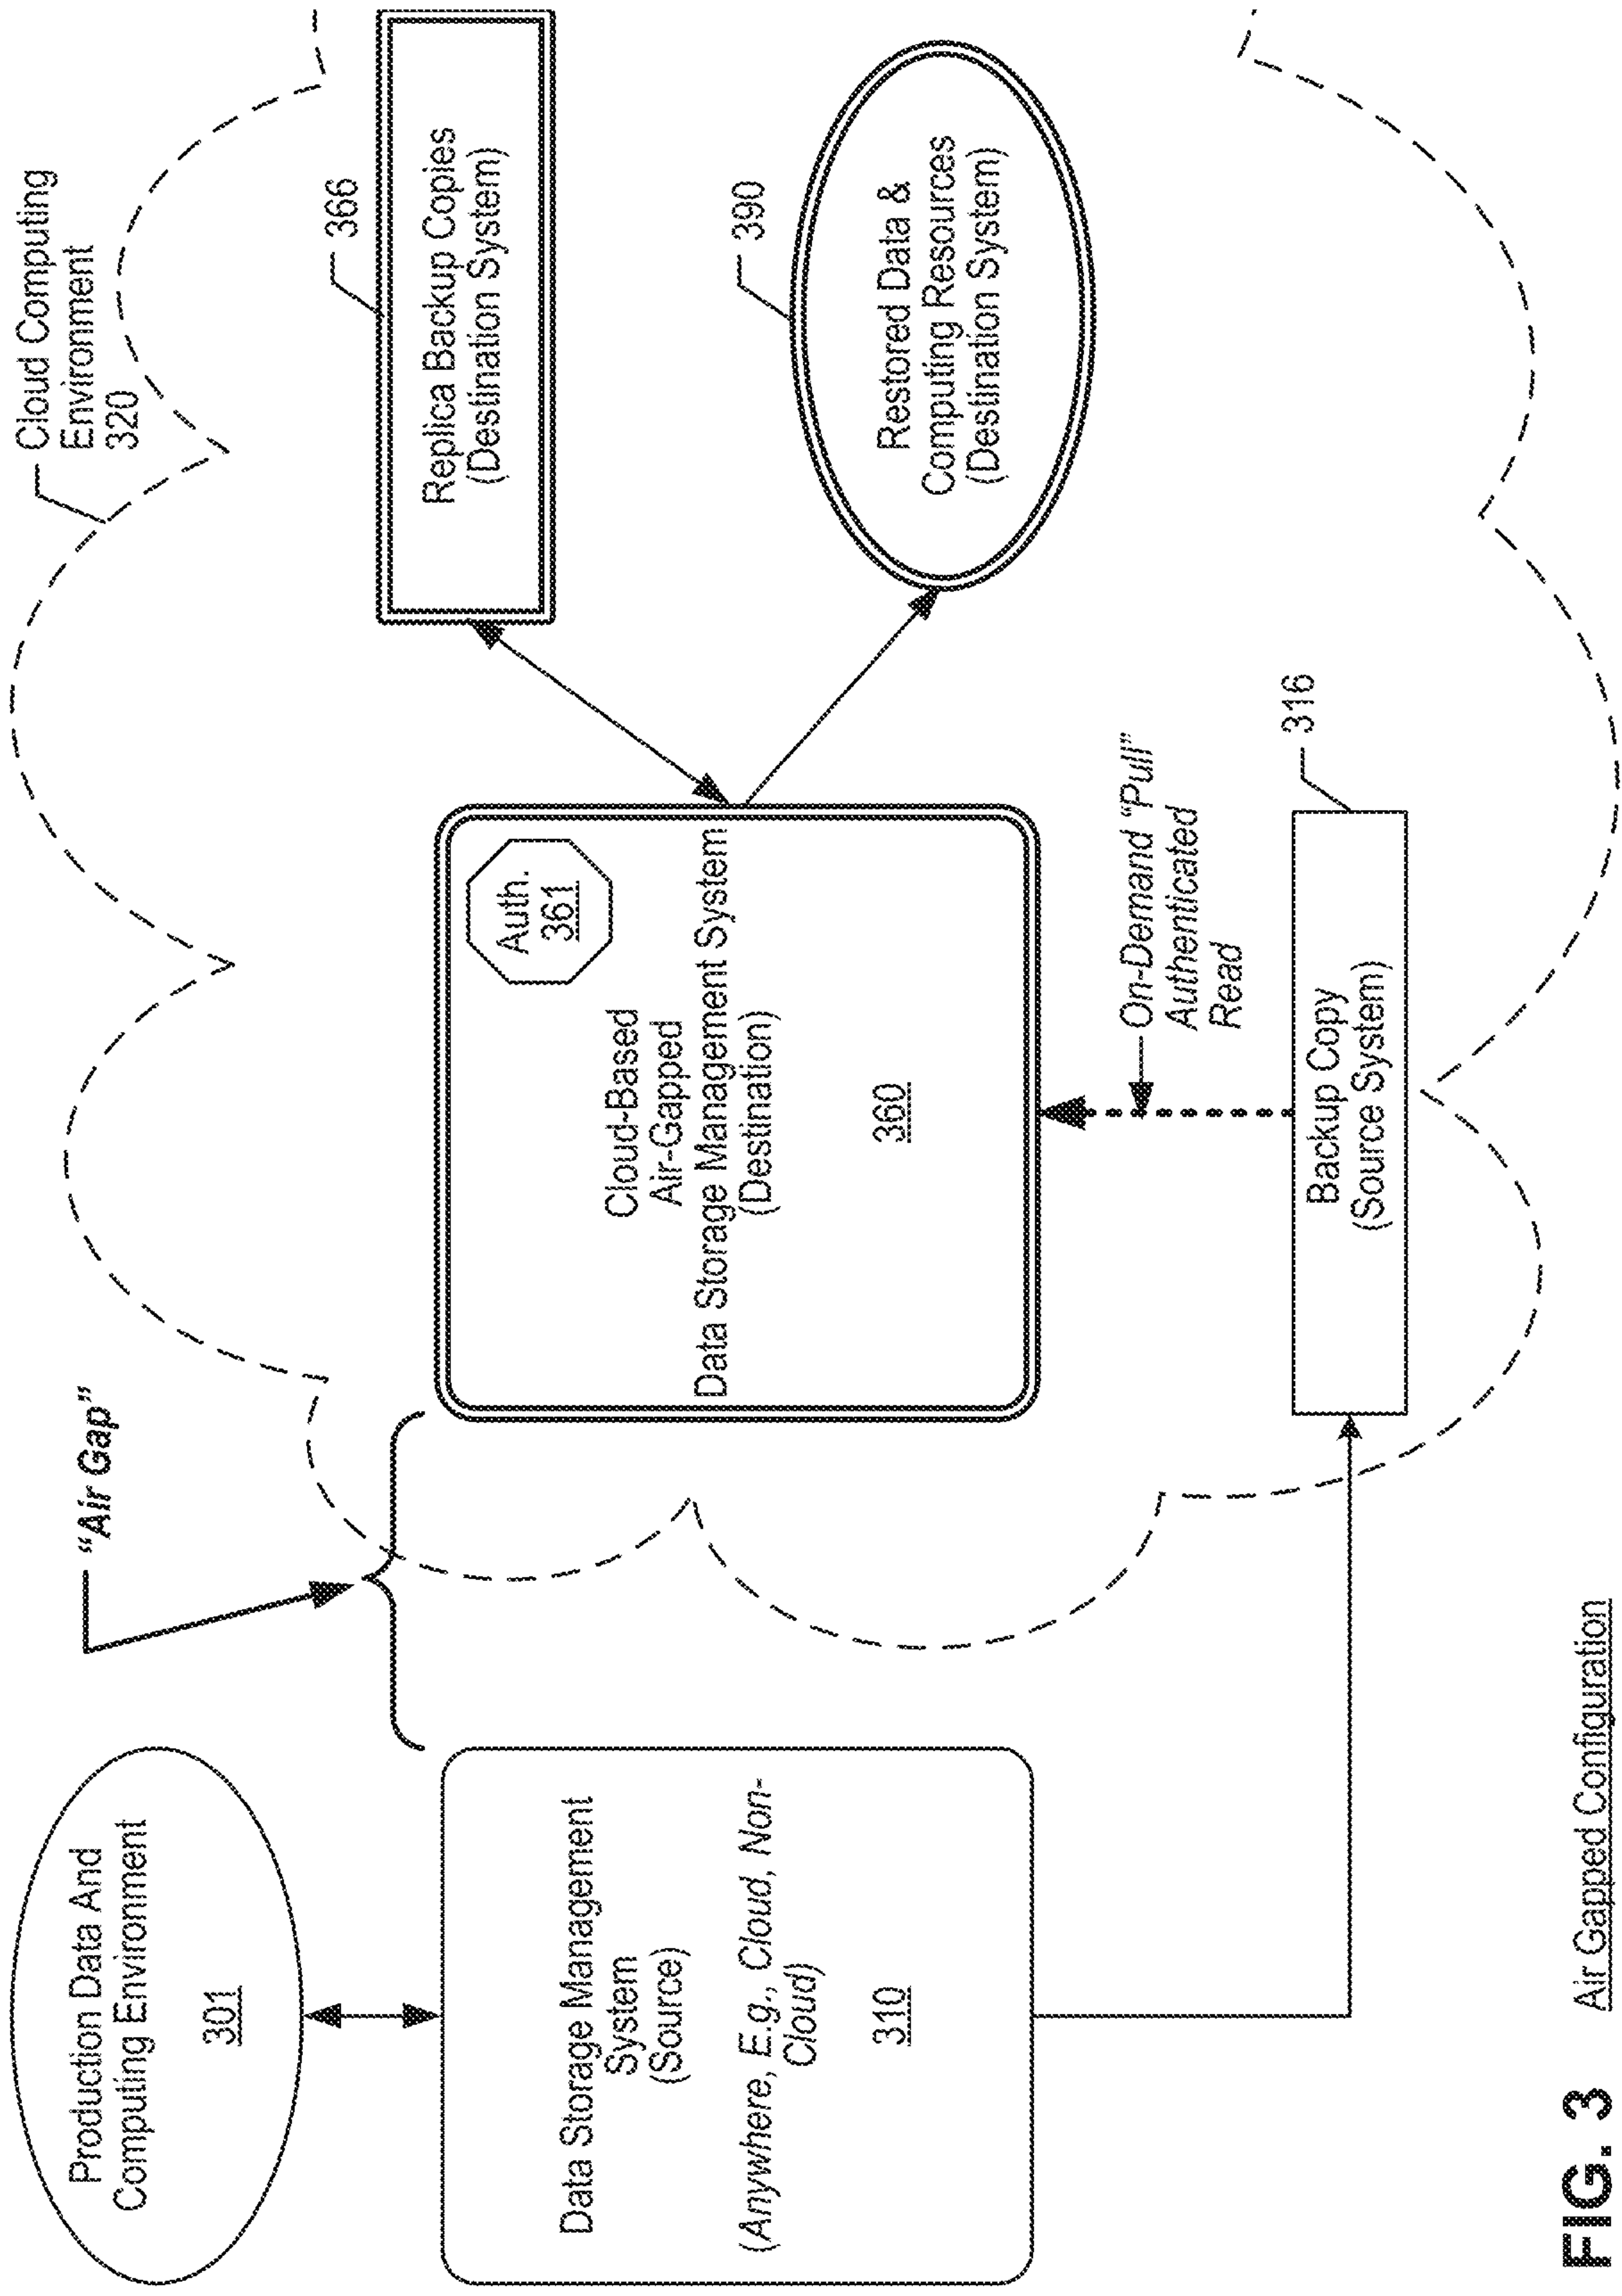 Cloud Computing
Environment
320
"Air Gap"
Production Data And
Computing Environment
301
366
Replica Backup Copies
(Destination System)
Data Storage Management
System
(Source)
(Anywhere, E.g., Cloud, Non-
Cloud)
310
Auth.
361
Cloud-Based
Air-Gapped
Data Storage Management System
(Destination)
360
390
Restored Data &
Computing Resources
(Destination System)
On-Demand "Pull"
Authenticated
Read
316
Backup Copy
(Source System)
FIG. 3
Air Gapped Configuration